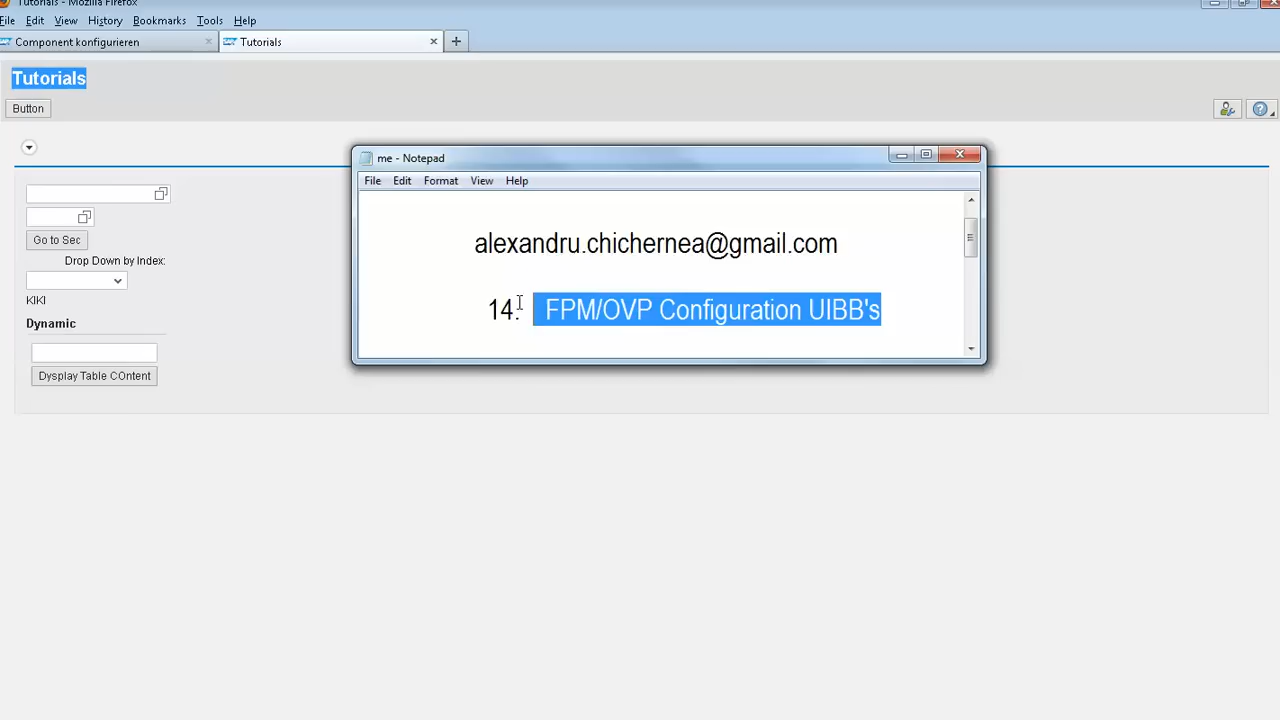 Tutorials - Mozilla Firefox
File Edit View History Bookmarks Tools Help
Component konfigurieren × Tutorials × +
Tutorials
Button
me - Notepad
File Edit Format View Help
alexandru.chichernea@gmail.com
14. FPM/OVP Configuration UIBB's
Go to Sec
Drop Down by Index:
KIKI
Dynamic
Dysplay Table COntent